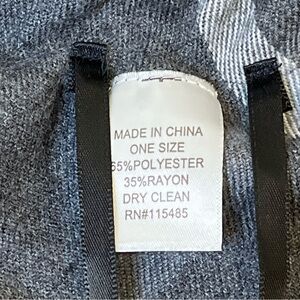 MADE IN CHINA
ONE SIZE
65%POLYESTER
35%RAYON
DRY CLEAN
RN#115485